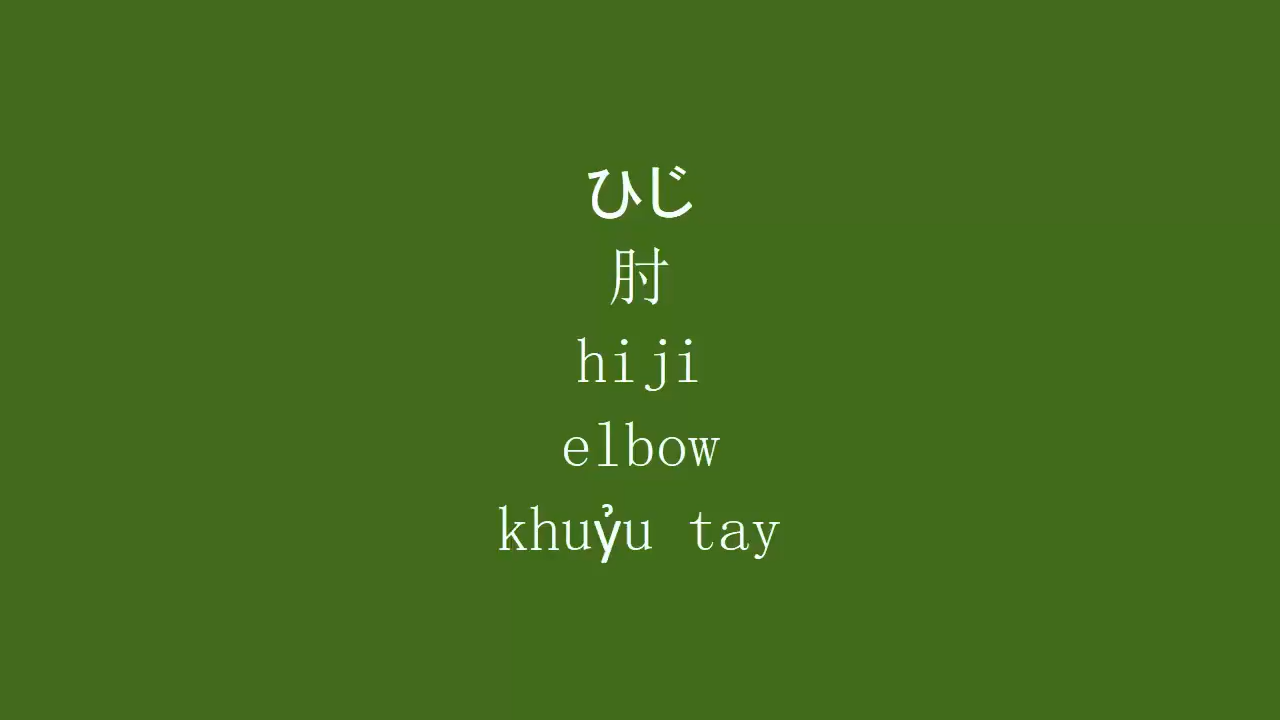 ひじ
肘
hiji
elbow
khuỷu tay